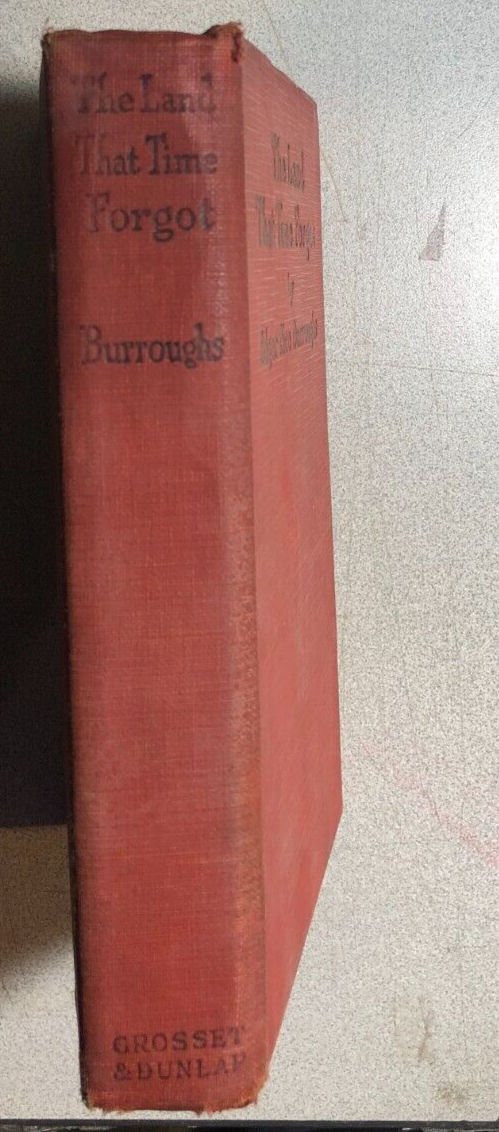 The Land
That Time
Forgot
Burroughs
GROSSET
& DUNLAP
The Land
That Time Forgot
by
Edgar Rice Burroughs